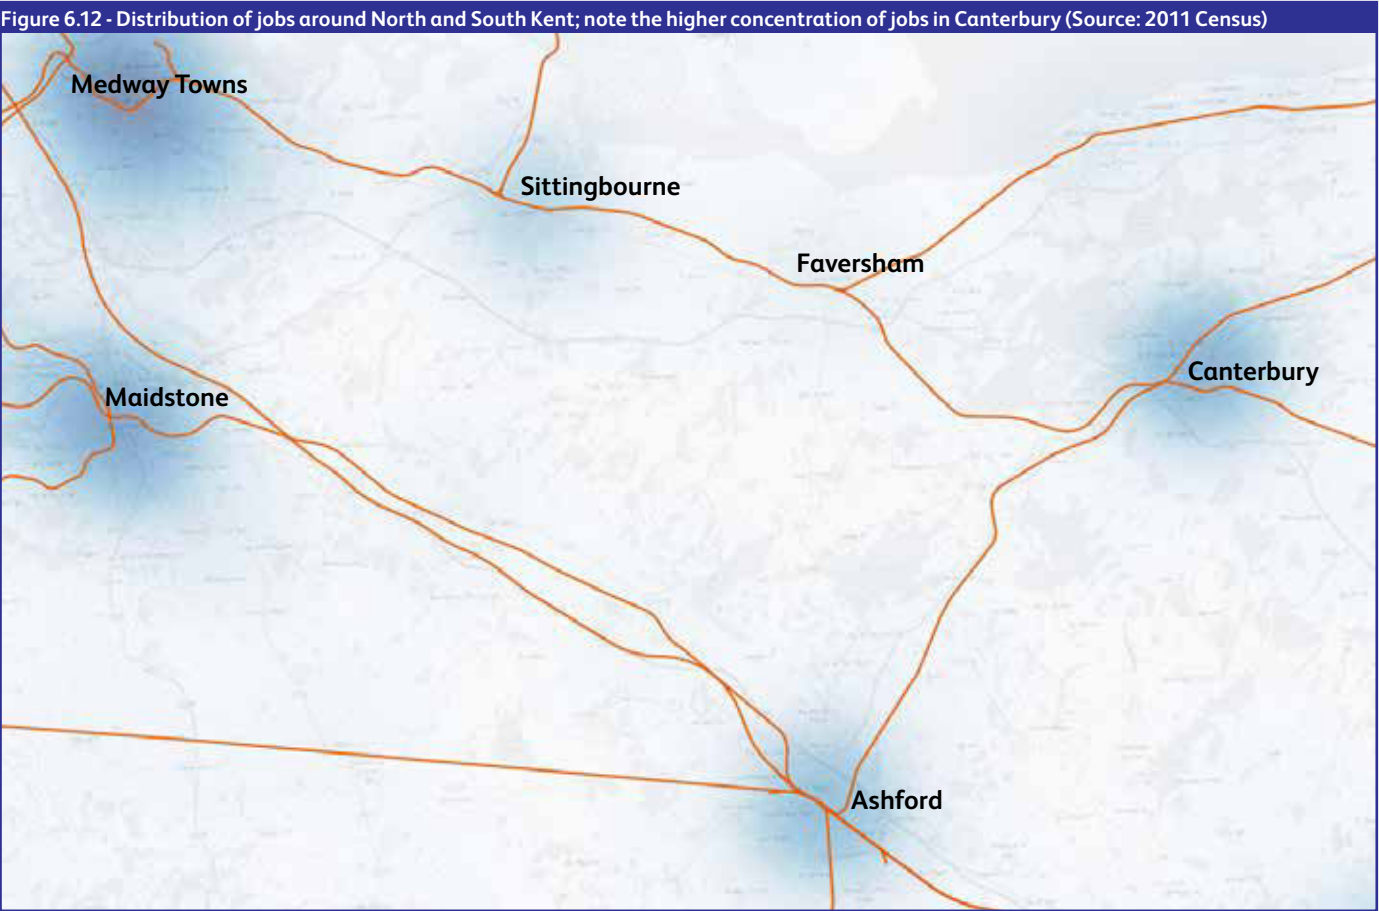 Figure 6.12 - Distribution of jobs around North and South Kent; note the higher concentration of jobs in Canterbury (Source: 2011 Census)
Medway Towns
Sittingbourne
Faversham
Canterbury
Maidstone
Ashford